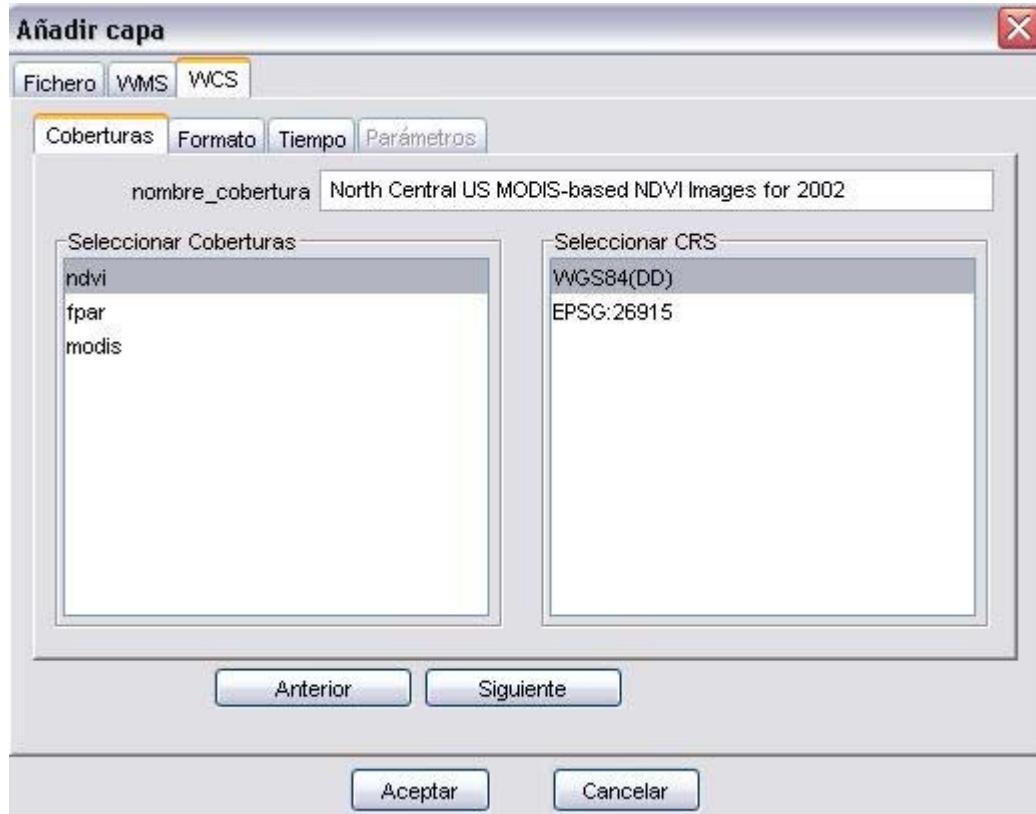 Añadir capa
Fichero WMS WCS
Coberturas Formato Tiempo Parámetros
nombre_cobertura North Central US MODIS-based NDVI Images for 2002
Seleccionar Coberturas
ndvi
fpar
modis
Seleccionar CRS
WGS84(DD)
EPSG:26915
Anterior Siguiente
Aceptar Cancelar